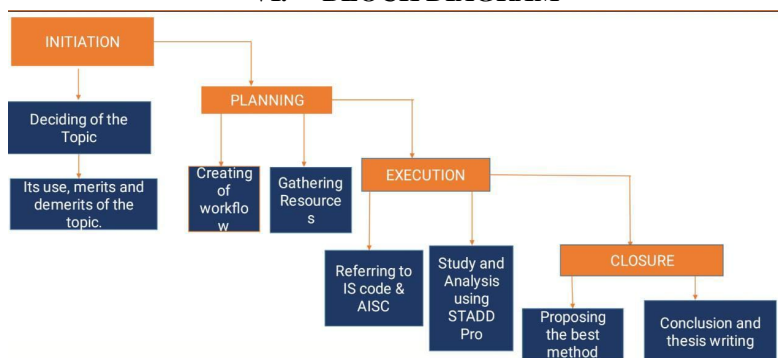 INITIATION
Deciding of the
Topic
Its use, merits and
demerits of the
topic.
PLANNING
Creating
of
workflo
w
Gathering
Resource
s
EXECUTION
Referring to
IS code &
AISC
Study and
Analysis
using
STADD
Pro
CLOSURE
Proposing
the best
method
Conclusion and
thesis writing